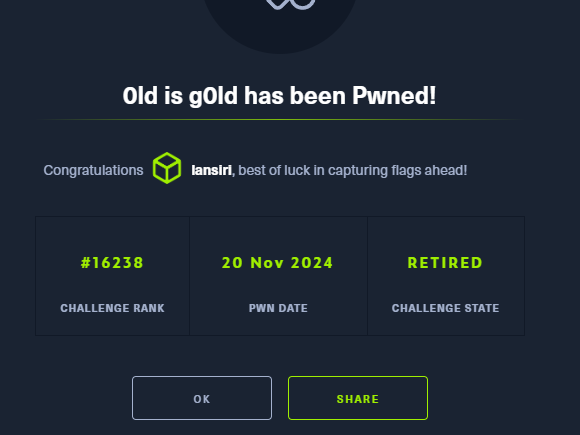 0ld is g0ld has been Pwned!
Congratulations IansIrI, best of luck in capturing flags ahead!
#16238 20 Nov 2024 RETIRED
CHALLENGE RANK PWN DATE CHALLENGE STATE
OK SHARE